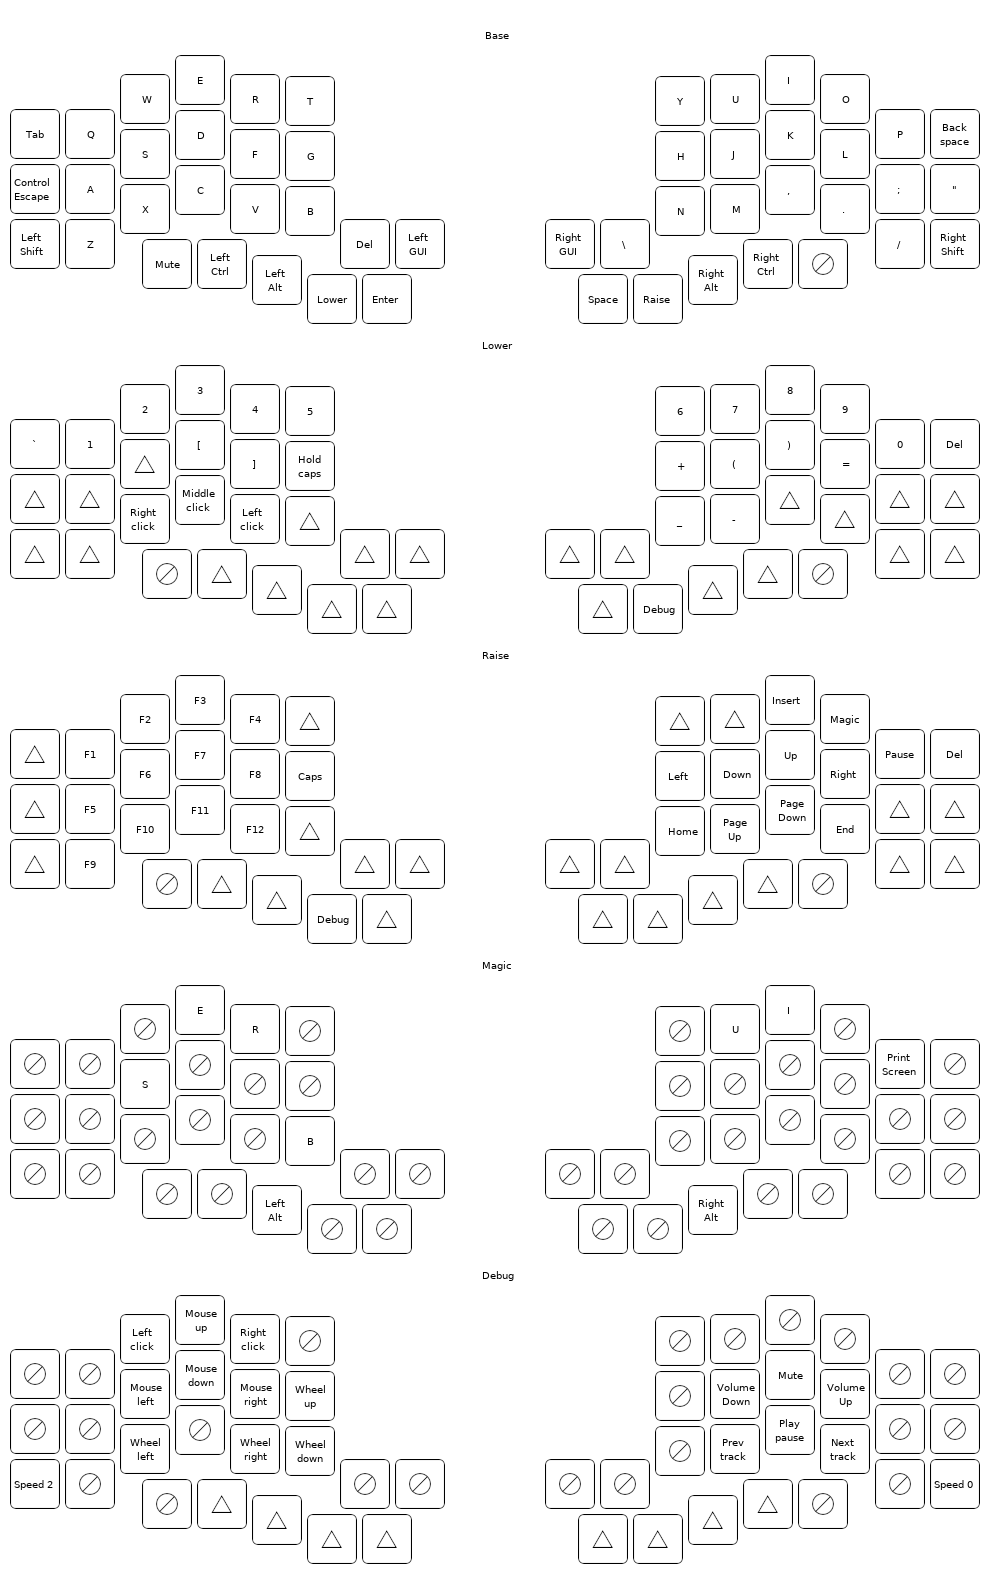 Base
E
I
W
R
T
Y
U
O
Tab
Q
D
K
P
Back
space
S
F
G
H
J
L
Control
Escape
A
C
,
;
"
X
V
B
N
M
.
Left
Shift
Z
Del
Left
GUI
Right
GUI
\
/
Right
Shift
Mute
Left
Ctrl
Left
Alt
Right
Alt
Right
Ctrl
Lower
Enter
Space
Raise
Lower
3
8
2
4
5
6
7
9
`
1
[
)
0
Del
]
Hold
caps
+
(
=
Middle
click
Right
click
Left
click
_
-
Debug
Raise
F3
Insert
F2
F4
Magic
F1
F7
Up
Pause
Del
F6
F8
Caps
Left
Down
Right
F5
F11
Page
Down
F10
F12
Home
Page
Up
End
F9
Debug
Magic
E
I
R
U
Print
Screen
S
B
Left
Alt
Right
Alt
Debug
Mouse
up
Left
click
Right
click
Mouse
down
Mute
Mouse
left
Mouse
right
Wheel
up
Volume
Down
Volume
Up
Play
pause
Wheel
left
Wheel
right
Wheel
down
Prev
track
Next
track
Speed 2
Speed 0